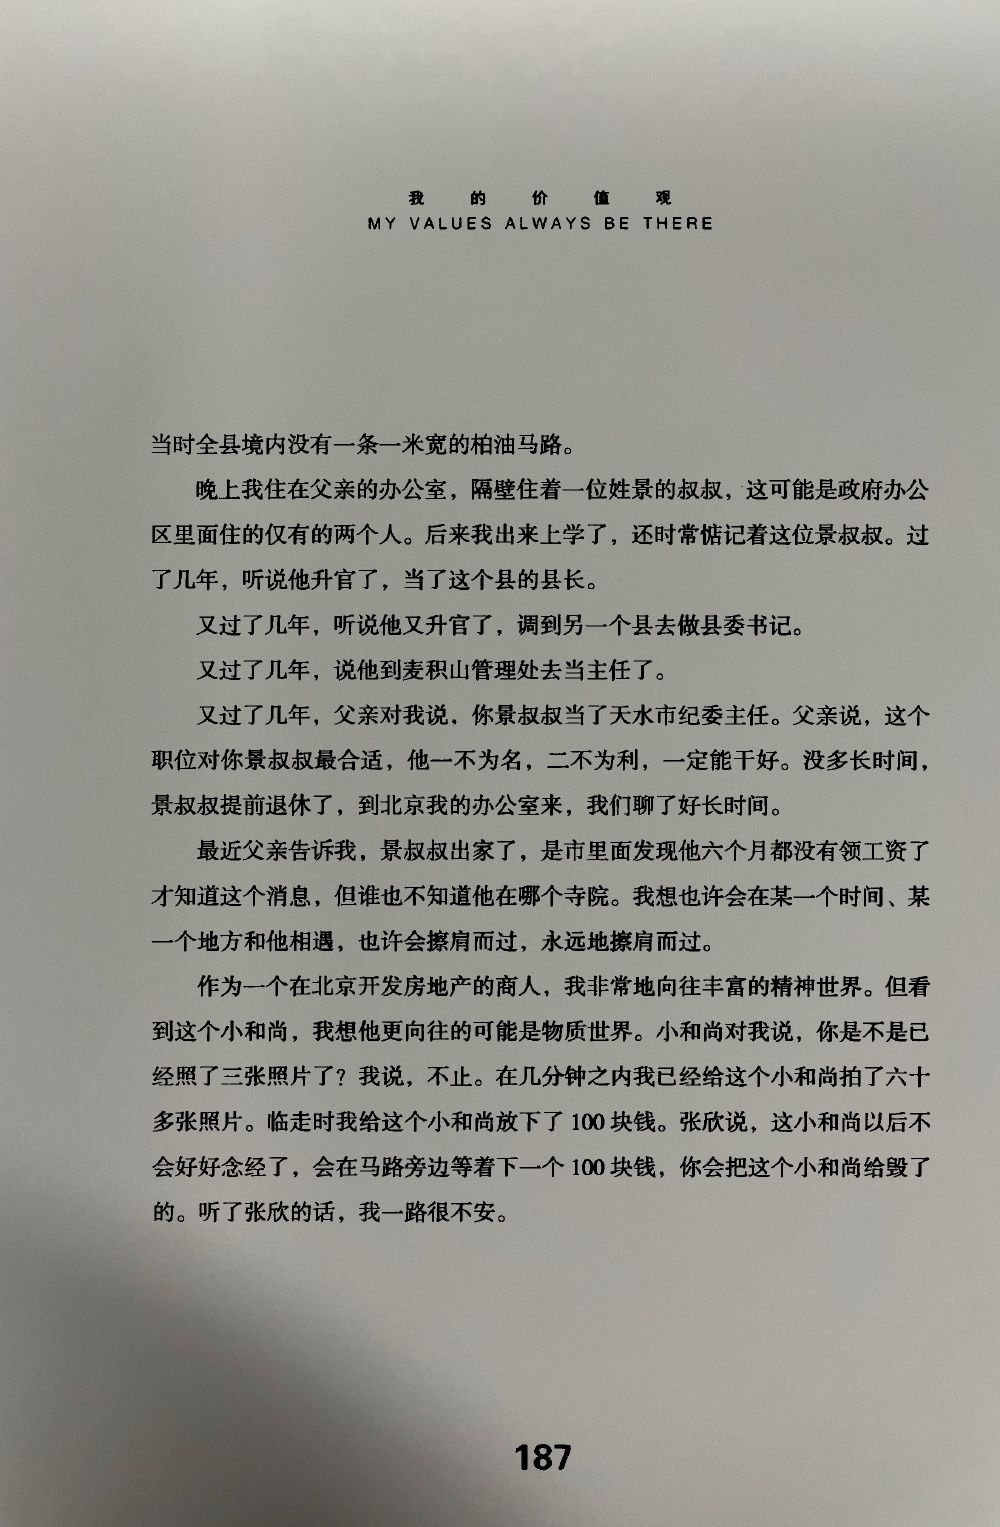 我的价值观
MY VALUES ALWAYS BE THERE
当时全县境内没有一条一米宽的柏油马路。
晚上我住在父亲的办公室，隔壁住着一位姓景的叔叔，这可能是政府办公
区里面住的仅有的两个人。后来我出来上学了，还时常惦记着这位景叔叔。过
了几年，听说他升官了，当了这个县的县长。
又过了几年，听说他又升官了，调到另一个县去做县委书记。
又过了几年，说他到麦积山管理处去当主任了。
又过了几年，父亲对我说，你景叔叔当了天水市纪委主任。父亲说，这个
职位对你景叔叔最合适，他一不为名，二不为利，一定能干好。没多长时间，
景叔叔提前退休了，到北京我的办公室来，我们聊了好长时间。
最近父亲告诉我，景叔叔出家了，是市里面发现他六个月都没有领工资了
才知道这个消息，但谁也不知道他在哪个寺院。我想也许会在某一个时间、某
一个地方和他相遇，也许会擦肩而过，永远地擦肩而过。
作为一个在北京开发房地产的商人，我非常地向往丰富的精神世界。但看
到这个小和尚，我想他更向往的可能是物质世界。小和尚对我说，你是不是已
经照了三张照片了？我说，不止。在几分钟之内我已经给这个小和尚拍了六十
多张照片。临走时我给这个小和尚放下了 100 块钱。张欣说，这小和尚以后不
会好好念经了，会在马路旁边等着下一个 100 块钱，你会把这个小和尚给毁了
的。听了张欣的话，我一路很不安。
187